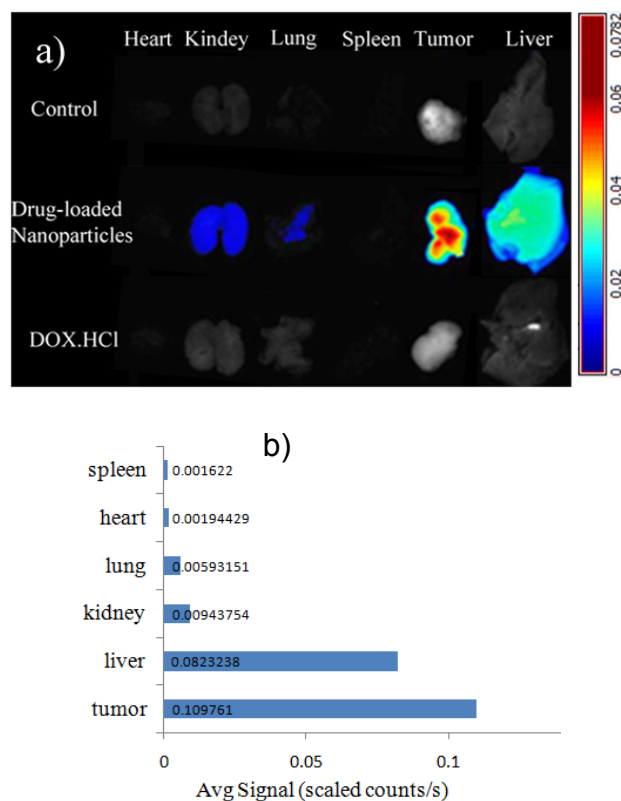 a)
Heart Kindey Lung Spleen Tumor Liver
Control
Drug-loaded
Nanoparticles
DOX.HCl
0.0782
0.06
0.04
0.02
0
b)
spleen 0.001622
heart 0.00194429
lung 0.00593151
kidney 0.00943754
liver 0.0823238
tumor 0.109761
0 0.05 0.1
Avg Signal (scaled counts/s)